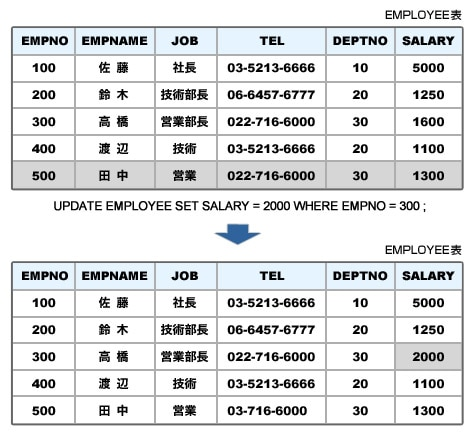 EMPLOYEE表
EMPNO EMPNAME JOB TEL DEPTNO SALARY
100 佐 藤 社長 03-5213-6666 10 5000
200 鈴 木 技術部長 06-6457-6777 20 1250
300 高 橋 営業部長 022-716-6000 30 1600
400 渡 辺 技術 03-5213-6666 20 1100
500 田 中 営業 022-716-6000 30 1300
UPDATE EMPLOYEE SET SALARY = 2000 WHERE EMPNO = 300 ;
EMPLOYEE表
EMPNO EMPNAME JOB TEL DEPTNO SALARY
100 佐 藤 社長 03-5213-6666 10 5000
200 鈴 木 技術部長 06-6457-6777 20 1250
300 高 橋 営業部長 022-716-6000 30 2000
400 渡 辺 技術 03-5213-6666 20 1100
500 田 中 営業 03-716-6000 30 1300